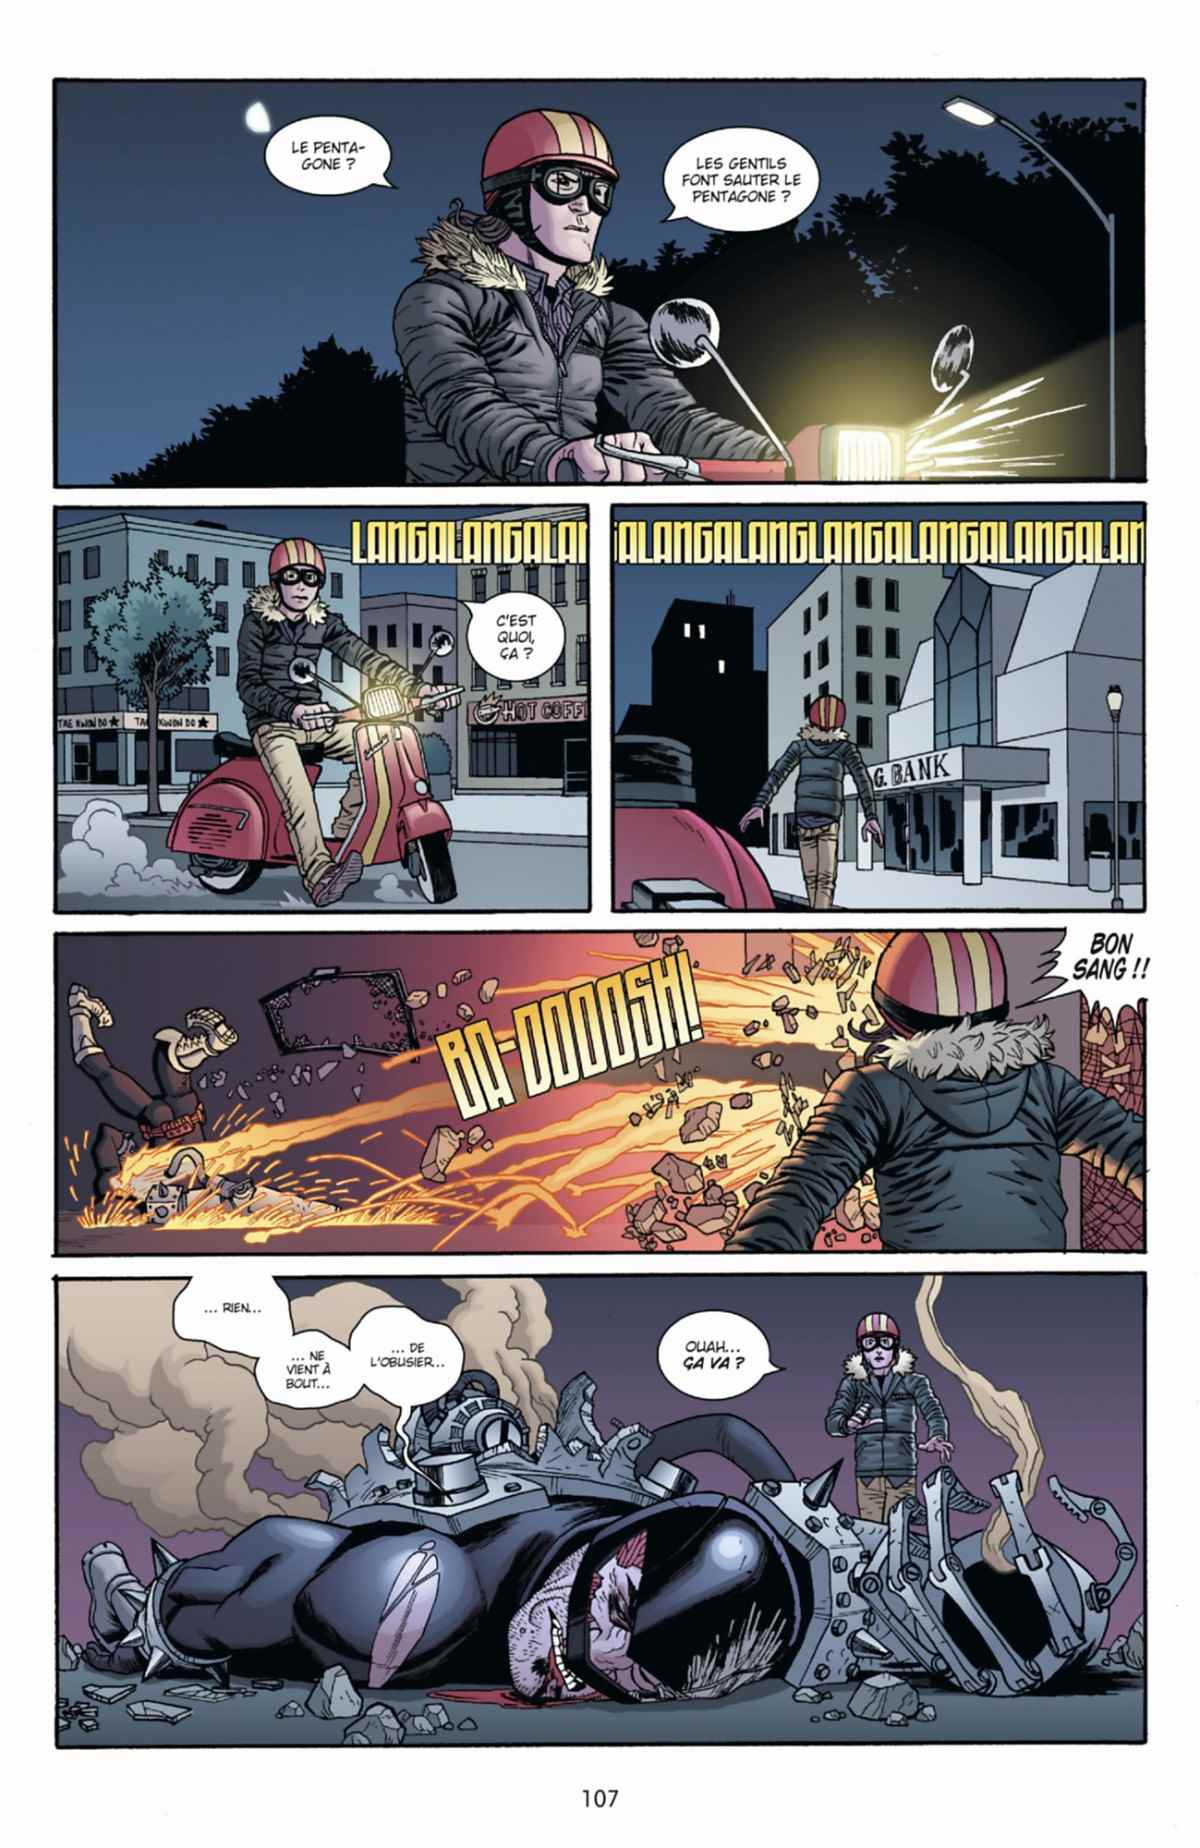 LE PENTA-
GONE ?
LES GENTILS
FONT SAUTER LE
PENTAGONE ?
LANGALANGALAN
C'EST
QUOI,
ÇA ?
TAE KWON DO ★
TAE KWON DO ★
HOT COFF
GALANGALANGLANGALANGALANGALAN
G. BANK
BA-DOOOOSH!
BON
SANG !!
... RIEN...
... NE
VIENT À
BOUT...
... DE
L'OBUSIER...
OUAH...
ÇA VA ?
107